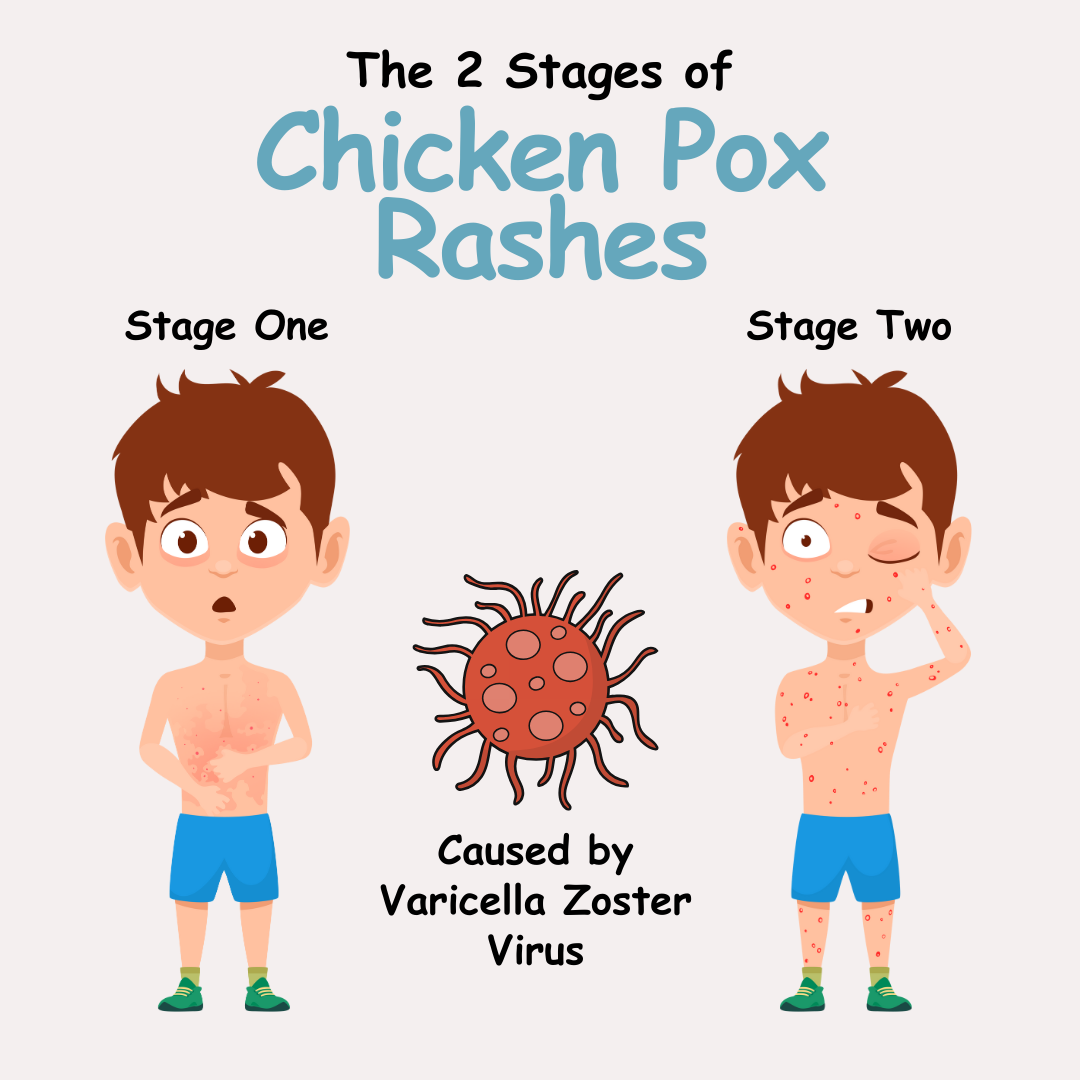 The 2 Stages of
Chicken Pox
Rashes
Stage One
Stage Two
Caused by
Varicella Zoster
Virus